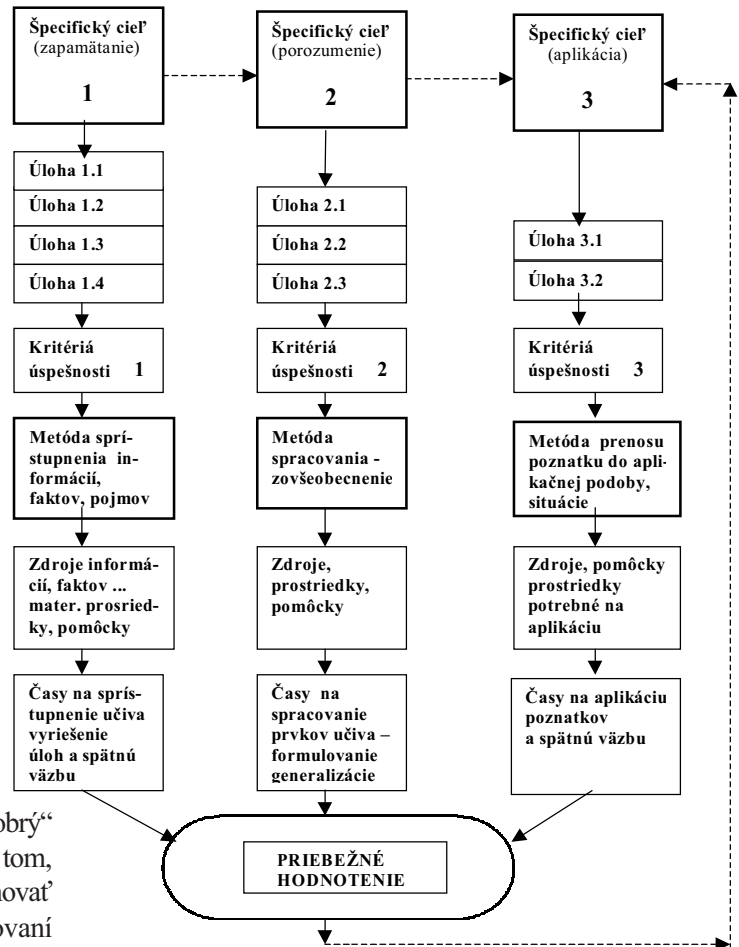 Špecifický cieľ
(zapamätanie)
1
Úloha 1.1
Úloha 1.2
Úloha 1.3
Úloha 1.4
Kritériá
úspešnosti 1
Metóda sprí-
stupnenia in-
formácií,
faktov, pojmov
Zdroje informá-
cií, faktov ...
mater. prosried-
ky, pomôcky
Časy na sprís-
tupnenie učiva
vyriešenie
úloh a spätnú
väzbu
Špecifický cieľ
(porozumenie)
2
Úloha 2.1
Úloha 2.2
Úloha 2.3
Kritériá
úspešnosti 2
Metóda
spracovania -
zovšeobecnenie
Zdroje,
prostriedky,
pomôcky
Časy na
spracovanie
prvkov učiva –
formulovanie
generalizácie
Špecifický cieľ
(aplikácia)
3
Úloha 3.1
Úloha 3.2
Kritériá
úspešnosti 3
Metóda prenosu
poznatku do apli-
kačnej podoby,
situácie
Zdroje, pomôcky
prostriedky
potrebné na
aplikáciu
Časy na aplikáciu
poznatkov
a spätnú väzbu
PRIEBEŽNÉ
HODNOTENIE
obrý“
tom,
novať
ovaní